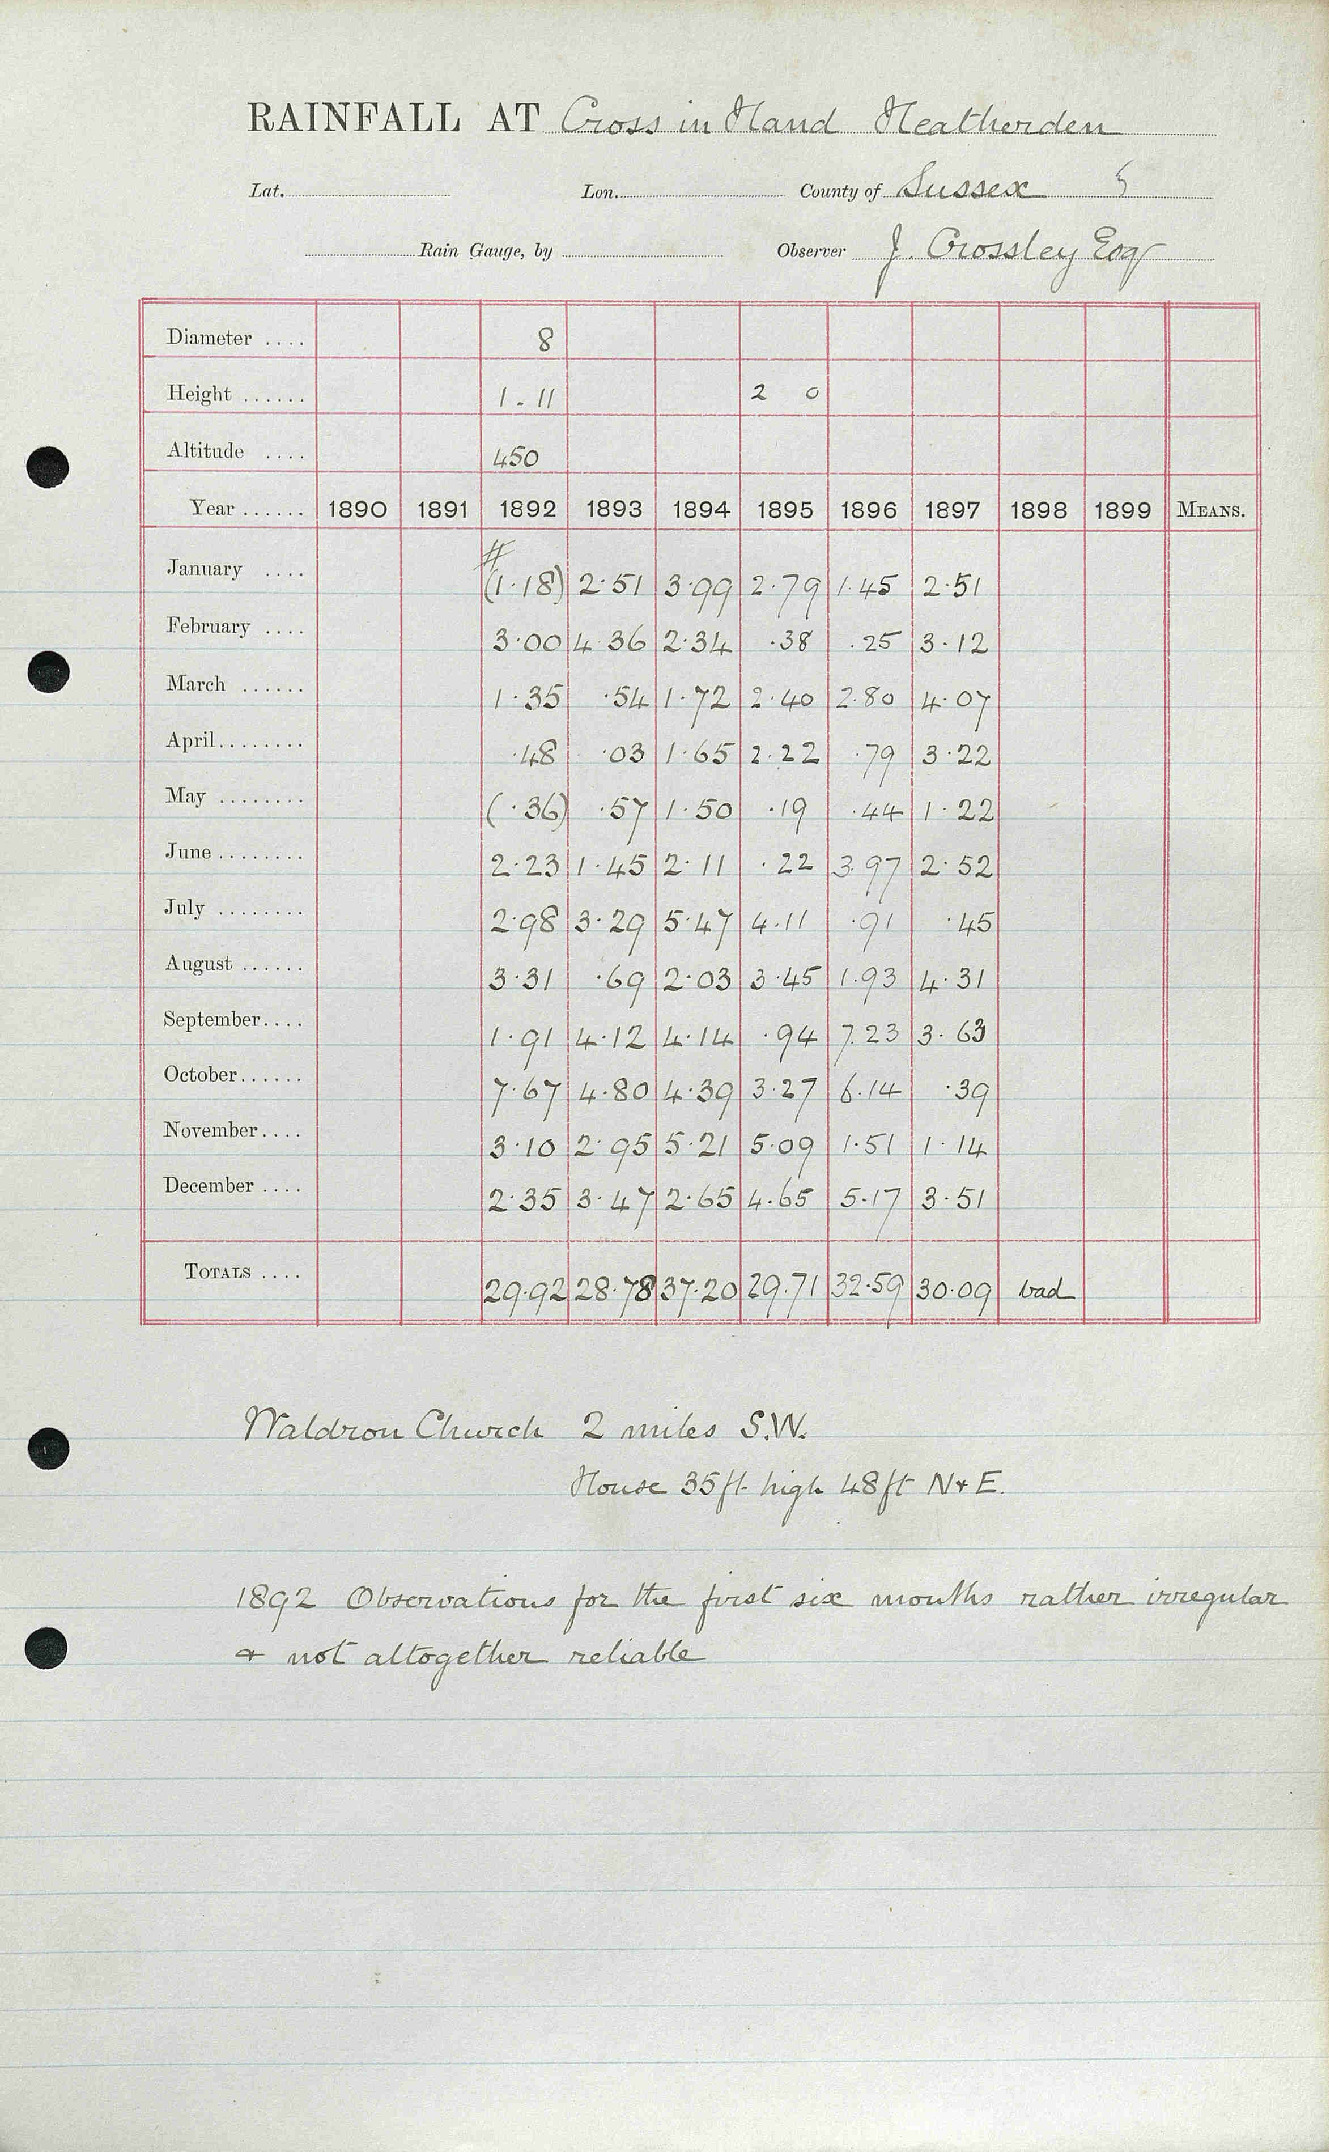 RAINFALL AT Cross in Hand Heatherden
Lat. Lon. County of Sussex 5
Rain Gauge, by Observer J. Crossley Esq
Diameter .... 8
Height ...... 1.11 2 0
Altitude .... 450
Year ...... 1890 1891 1892 1893 1894 1895 1896 1897 1898 1899 MEANS.
January .... # (1.18) 2.51 3.99 2.79 1.45 2.51
February .... 3.00 4.36 2.34 .38 .25 3.12
March ...... 1.35 .54 1.72 2.40 2.80 4.07
April........ .48 .03 1.65 2.22 .79 3.22
May ........ (.36) .57 1.50 .19 .44 1.22
June ........ 2.23 1.45 2.11 .22 3.97 2.52
July ........ 2.98 3.29 5.47 4.11 .91 .45
August ...... 3.31 .69 2.03 3.45 1.93 4.31
September.... 1.91 4.12 4.14 .94 7.23 3.63
October...... 7.67 4.80 4.39 3.27 6.14 .39
November.... 3.10 2.95 5.21 5.09 1.51 1.14
December .... 2.35 3.47 2.65 4.65 5.17 3.51
TOTALS .... 29.92 28.78 37.20 29.71 32.59 30.09 bad
Waldron Church 2 miles S.W.
House 35ft. high 48ft N & E.
1892 Observations for the first six months rather irregular
& not altogether reliable